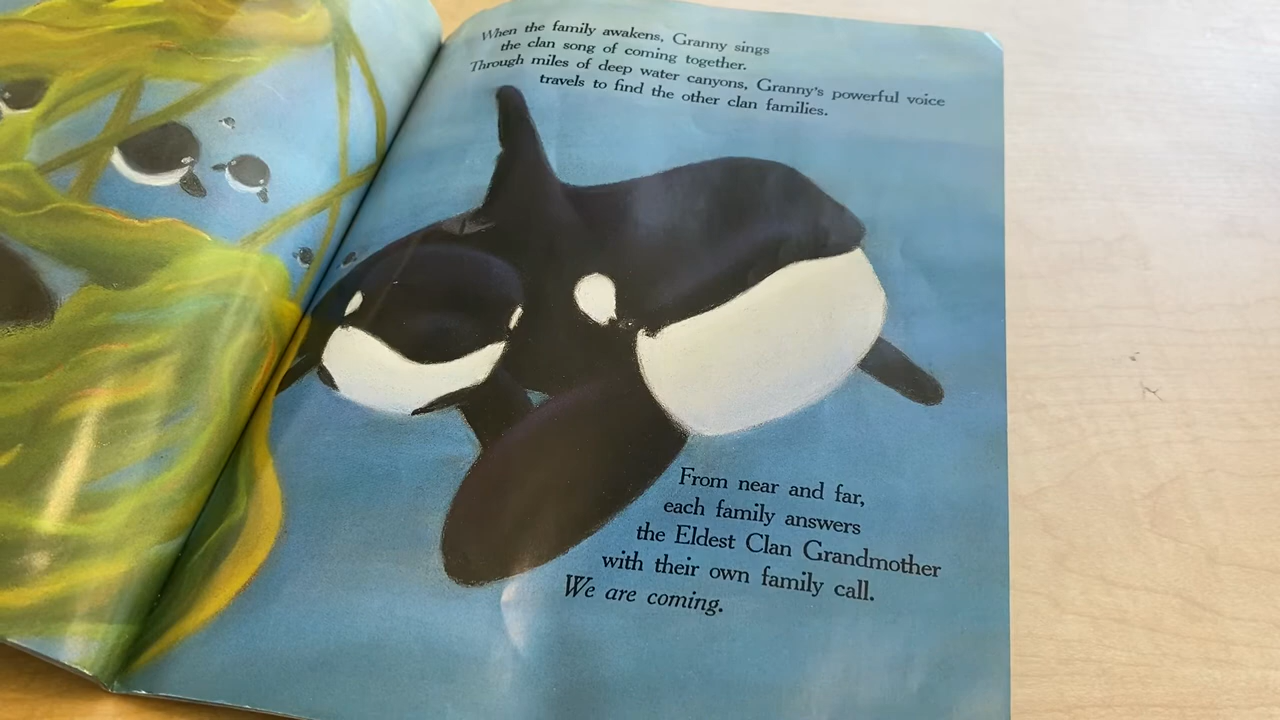 When the family awakens, Granny sings
the clan song of coming together.
Through miles of deep water canyons, Granny's powerful voice
travels to find the other clan families.
From near and far,
each family answers
the Eldest Clan Grandmother
with their own family call.
We are coming.